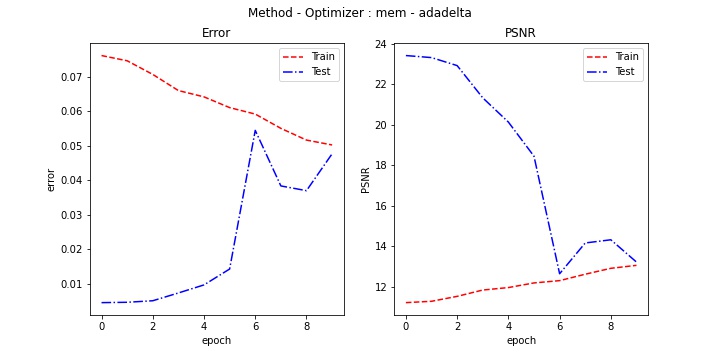 Method - Optimizer : mem - adadelta
Error
Train
Test
0.07
0.06
0.05
0.04
0.03
0.02
0.01
error
0 2 4 6 8
epoch
PSNR
Train
Test
24
22
20
18
16
14
12
PSNR
0 2 4 6 8
epoch